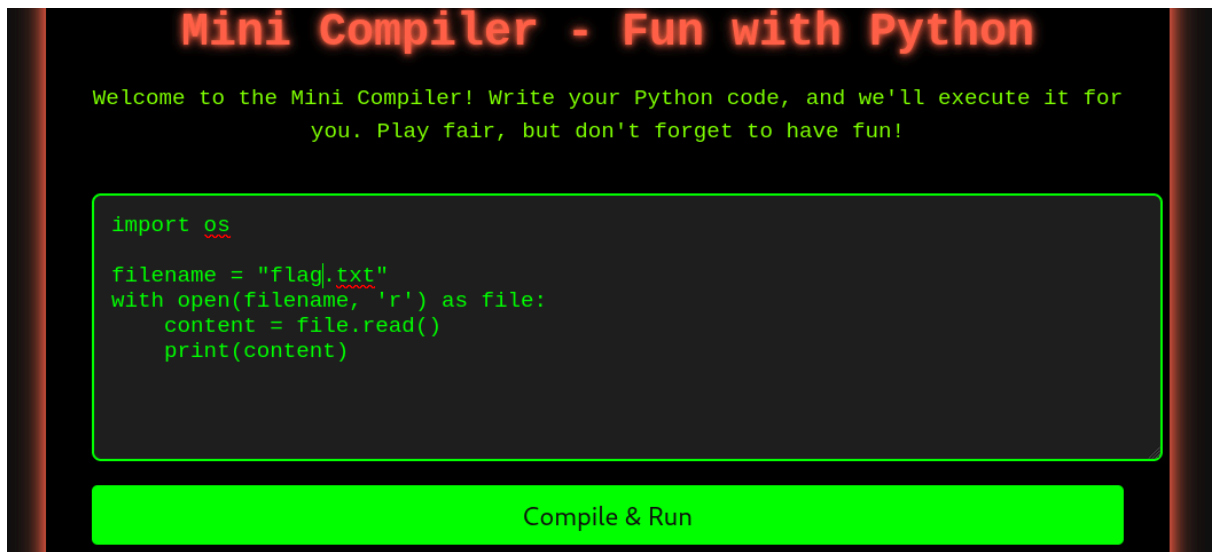 Mini Compiler - Fun with Python
Welcome to the Mini Compiler! Write your Python code, and we'll execute it for
you. Play fair, but don't forget to have fun!
import os
filename = "flag.txt"
with open(filename, 'r') as file:
    content = file.read()
    print(content)
Compile & Run